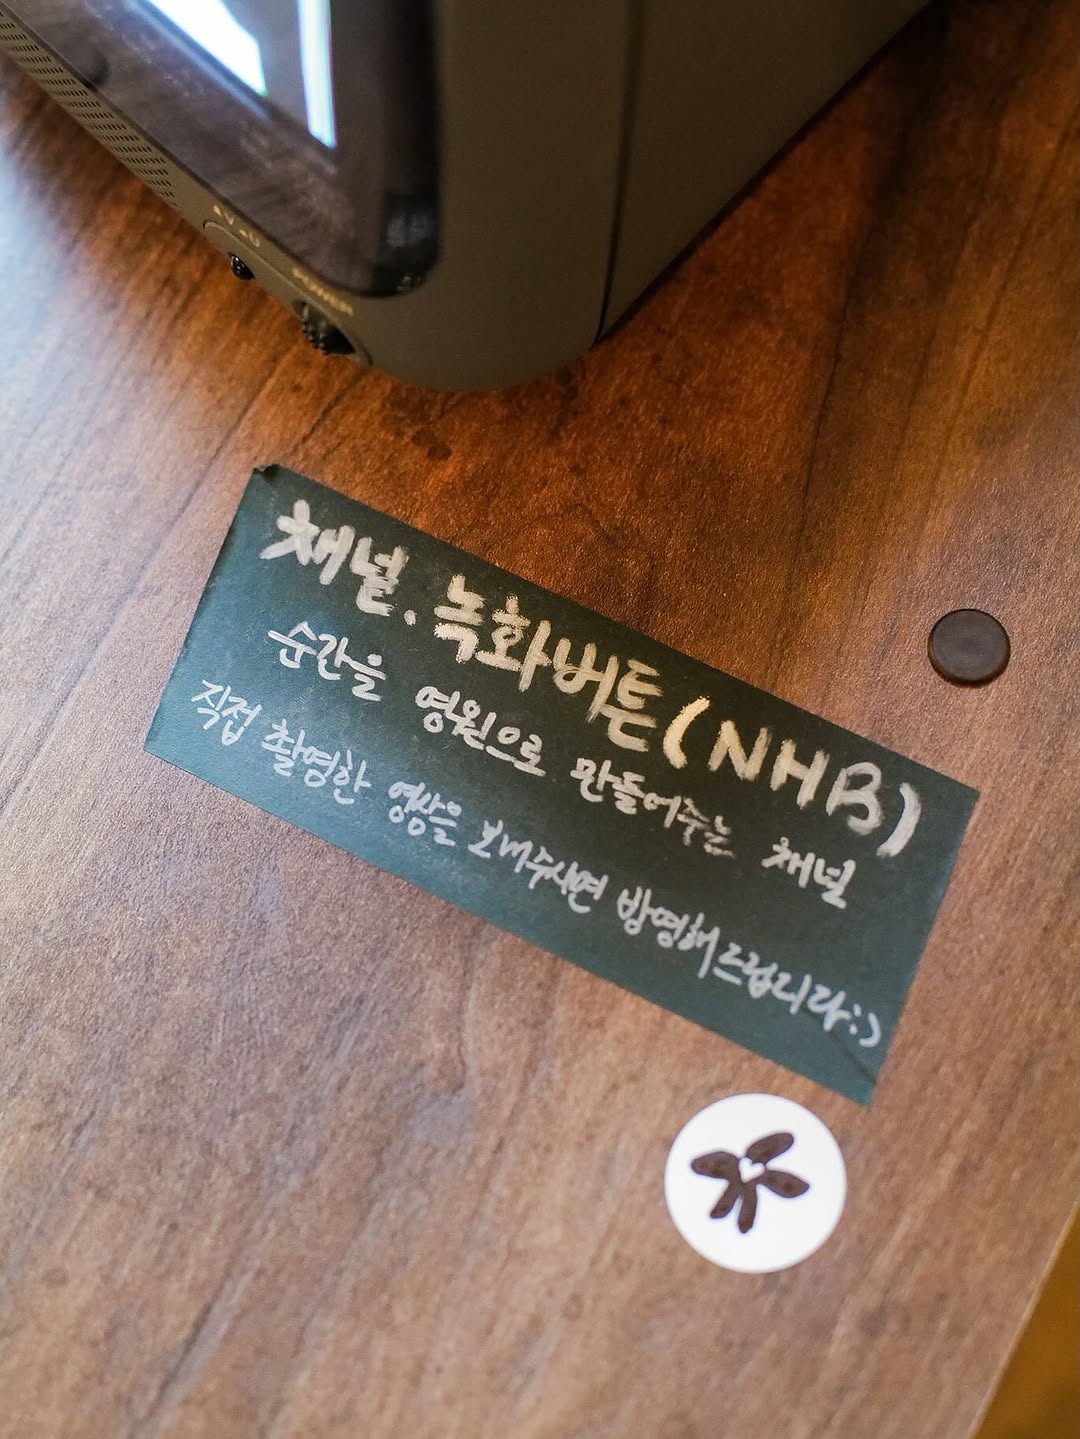 POWER
채널. 녹화버튼(NHB)
순간을 영원으로 만들어주는 채널
직접 촬영한 영상을 보내주시면 방영해드립니다:)